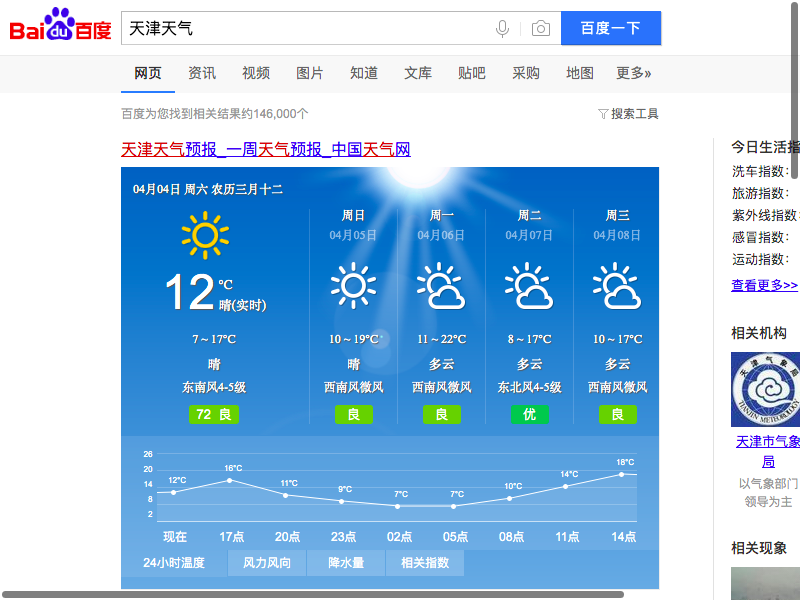 Bai du 百度
天津天气
百度一下
网页 资讯 视频 图片 知道 文库 贴吧 采购 地图 更多»
百度为您找到相关结果约146,000个
搜索工具
天津天气预报_一周天气预报_中国天气网
04月04日 周六 农历三月十二
12 ℃
晴(实时)
7 ~ 17℃
晴
东南风4-5级
72 良
周日
04月05日
10 ~ 19℃
晴
西南风微风
良
周一
04月06日
11 ~ 22℃
多云
西南风微风
良
周二
04月07日
8 ~ 17℃
多云
东北风4-5级
优
周三
04月08日
10 ~ 17℃
多云
西南风微风
良
26
20
14
8
2
12°C 16°C 11°C 9°C 7°C 7°C 10°C 14°C 18°C
现在 17点 20点 23点 02点 05点 08点 11点 14点
24小时温度 风力风向 降水量 相关指数
今日生活指
洗车指数:
旅游指数:
紫外线指数:
感冒指数:
运动指数:
查看更多>>
相关机构
天津气象局
TIANJIN METEOROLOGY
天津市气象
局
以气象部门
领导为主
相关现象